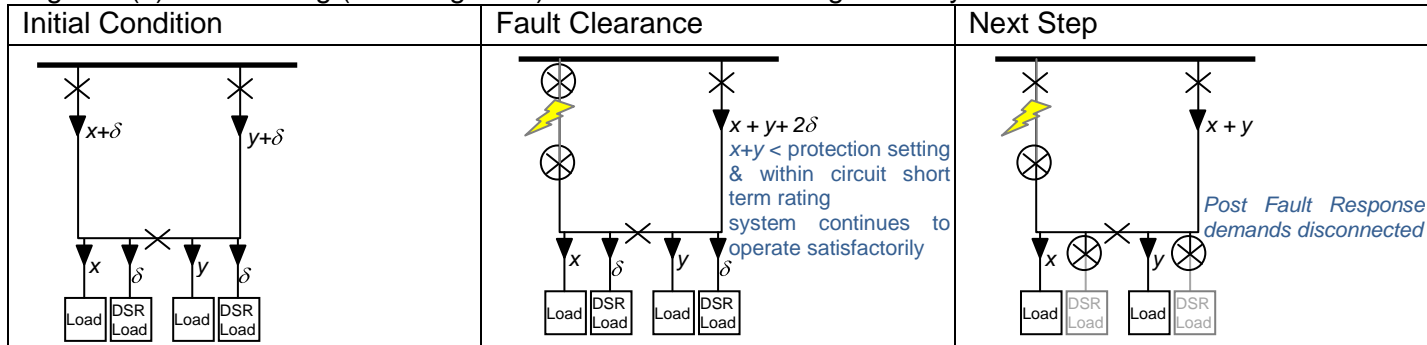 Initial Condition
Fault Clearance
Next Step
x+δ
y+δ
x
δ
y
δ
Load
DSR Load
Load
DSR Load
x + y+ 2δ
x+y < protection setting
& within circuit short
term rating
system continues to
operate satisfactorily
x
δ
y
δ
Load
DSR Load
Load
DSR Load
x + y
Post Fault Response
demands disconnected
x
y
Load
DSR Load
Load
DSR Load